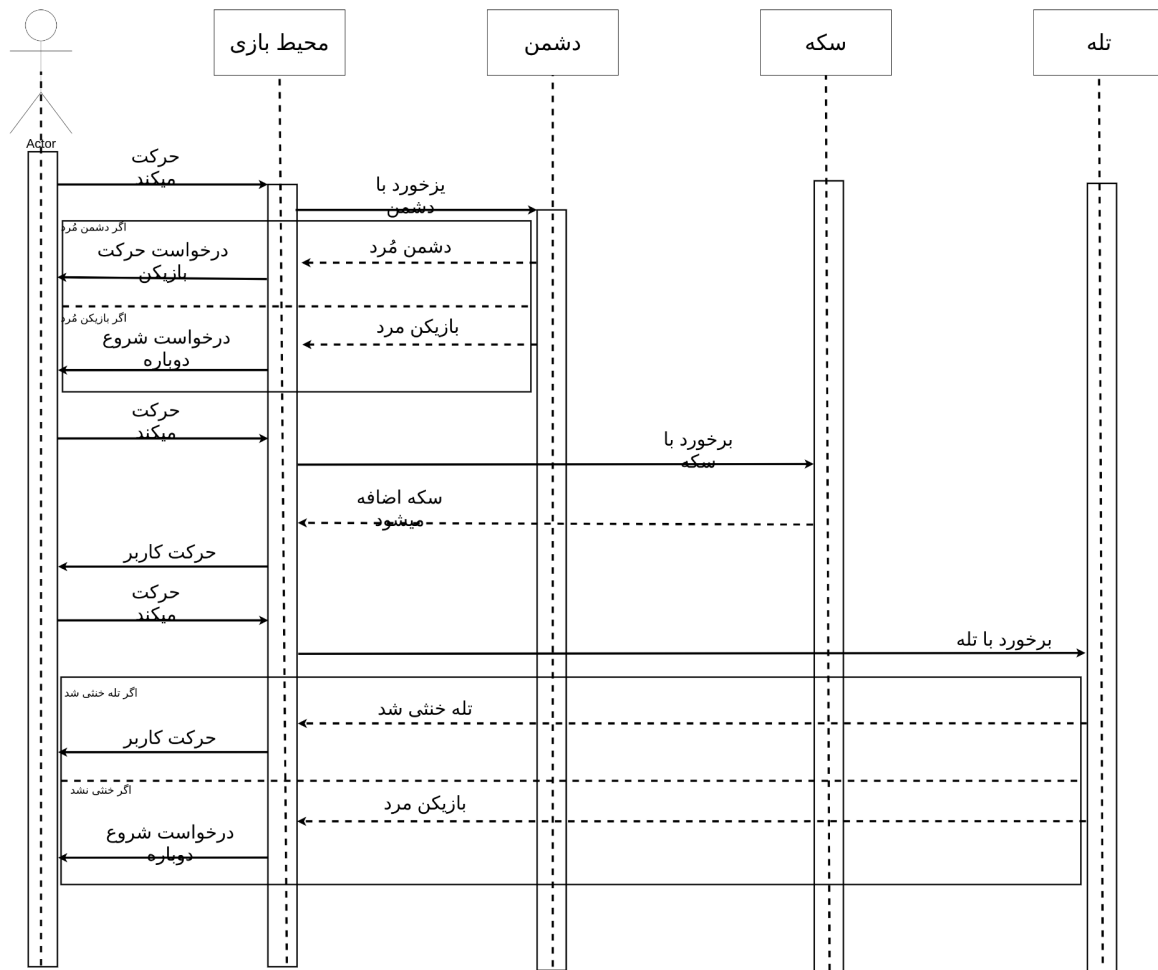 محیط بازی
دشمن
سکه
تله
Actor
حرکت
میکند
یزخورد با
دشمن
اگر دشمن مُرد
دشمن مُرد
درخواست حرکت
بازیکن
اگر بازیکن مُرد
بازیکن مرد
درخواست شروع
دوباره
حرکت
میکند
برخورد با
سکه
سکه اضافه
میشود
حرکت کاربر
حرکت
میکند
برخورد با تله
اگر تله خنثی شد
تله خنثی شد
حرکت کاربر
اگر خنثی نشد
بازیکن مرد
درخواست شروع
دوباره